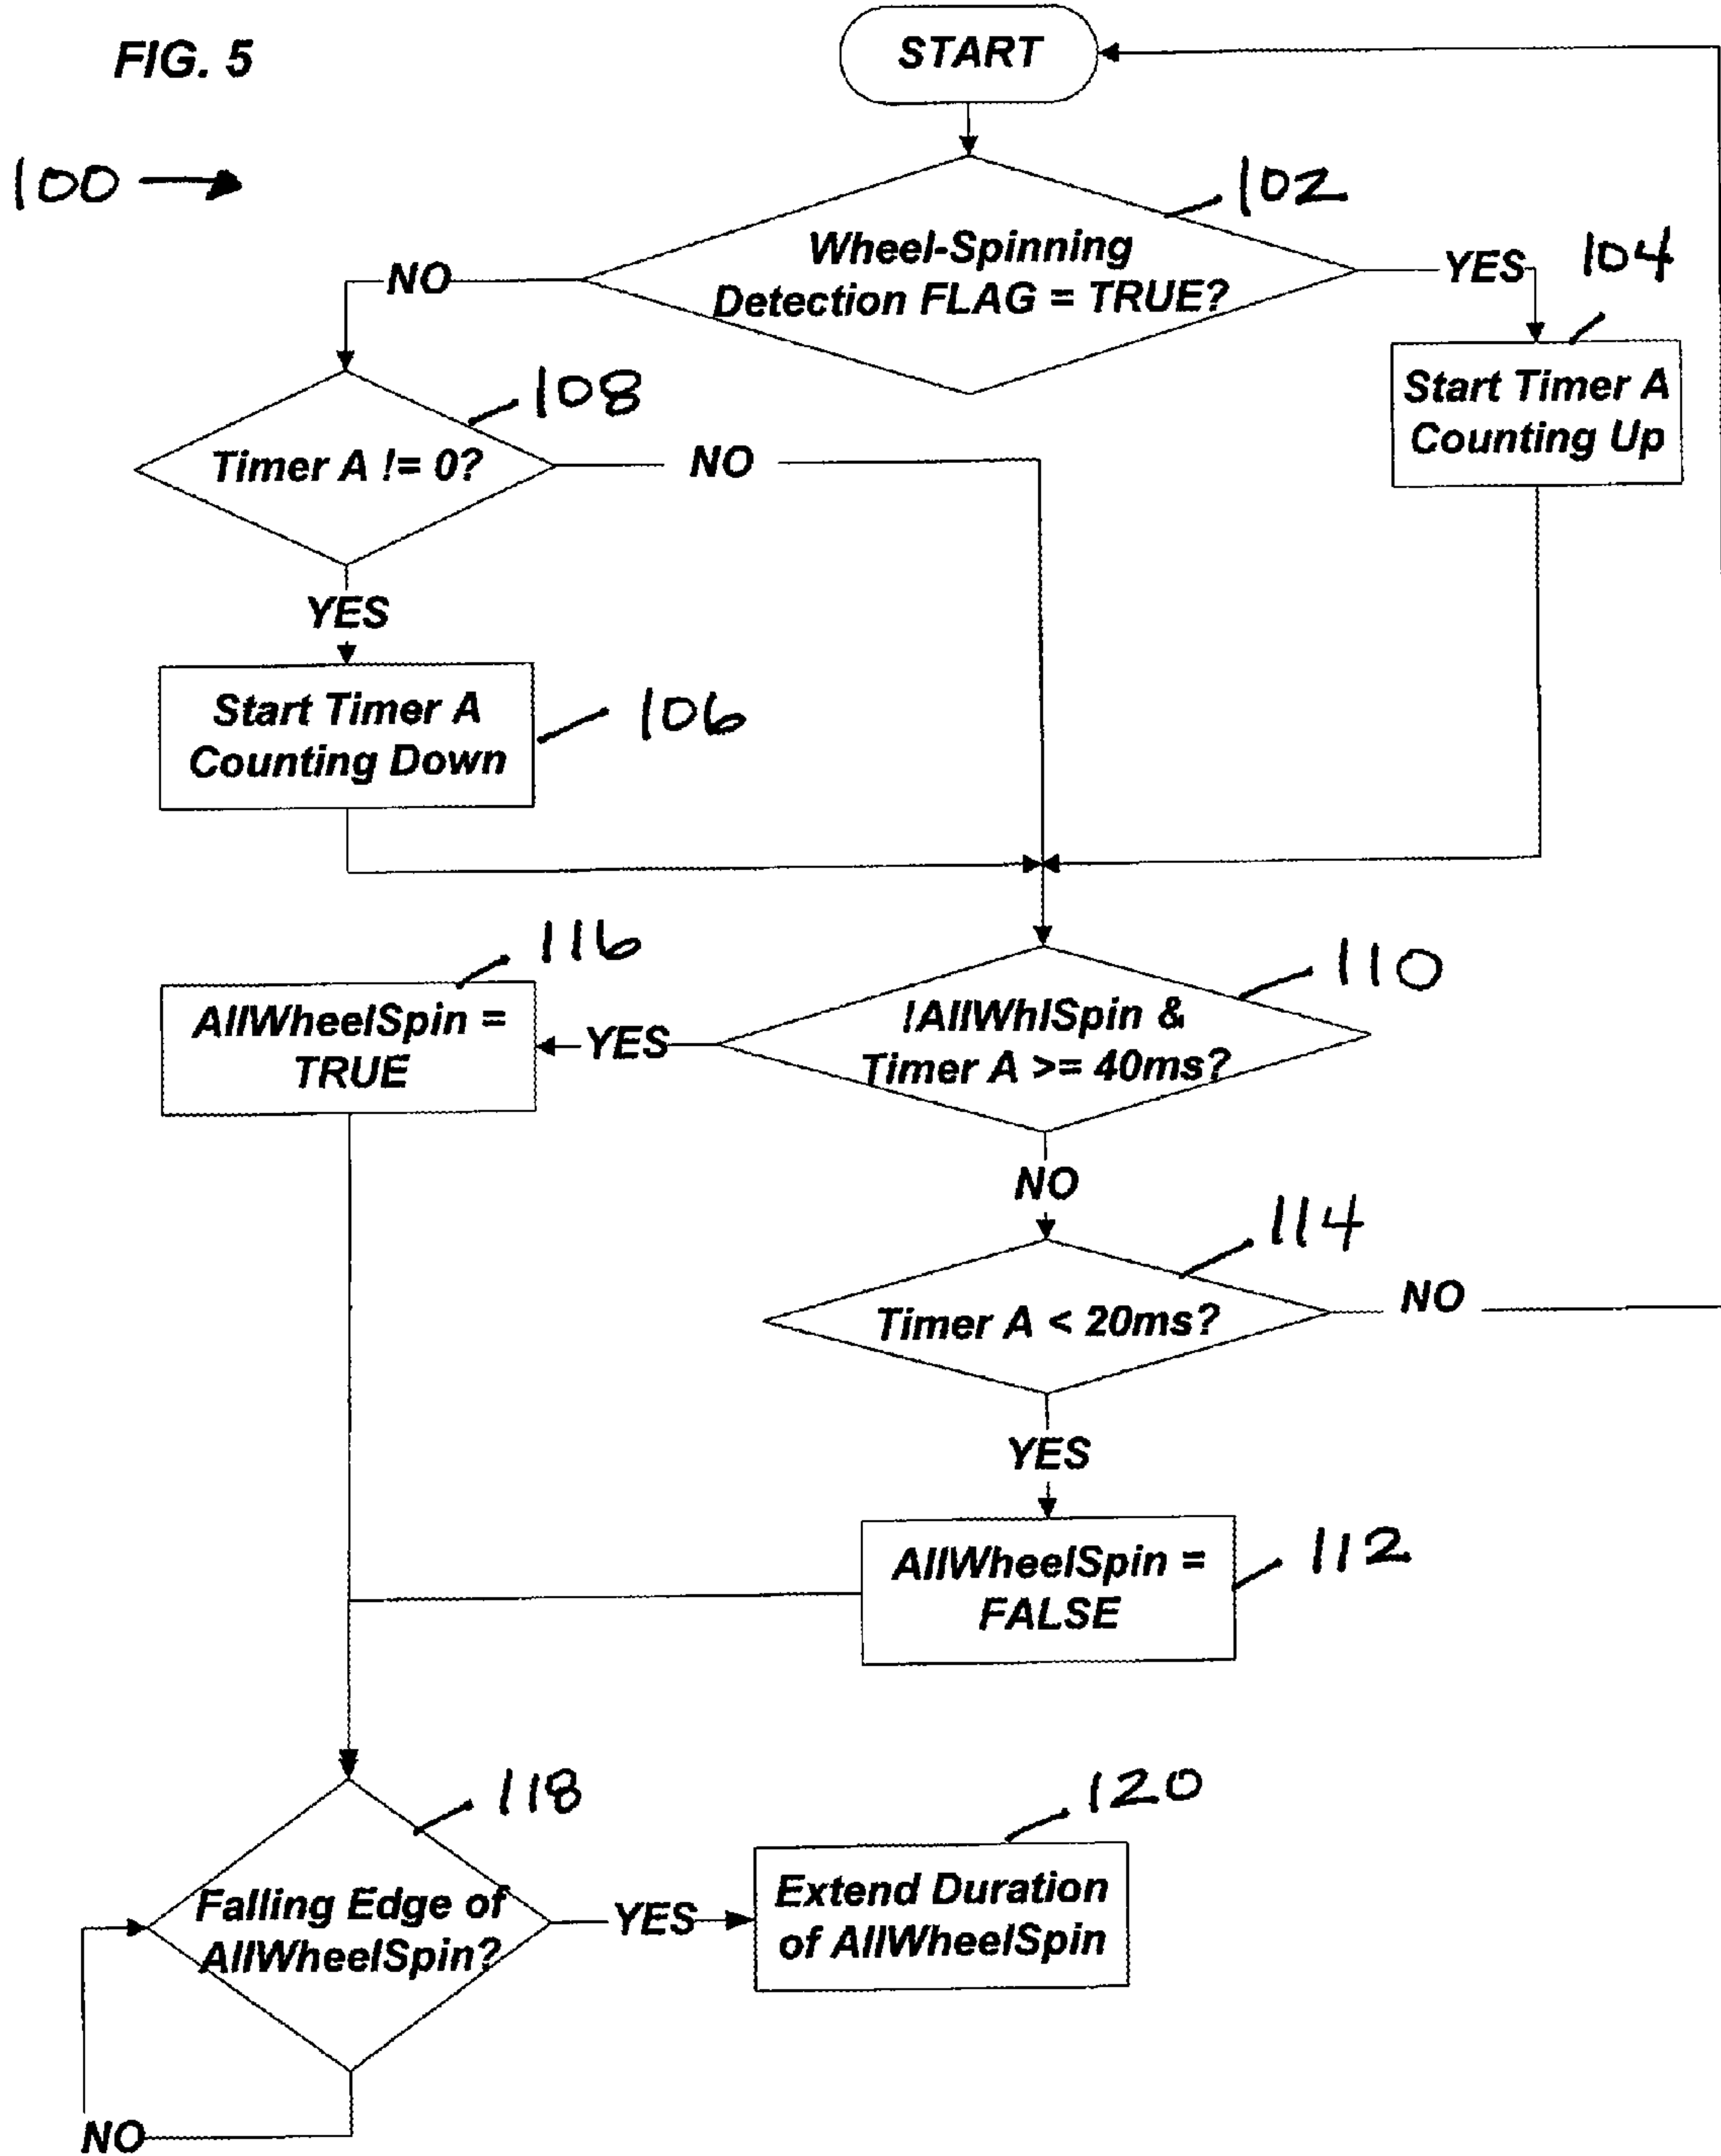 FIG. 5
START
100
102
Wheel-Spinning
Detection FLAG = TRUE?
NO
YES
104
Start Timer A
Counting Up
108
Timer A != 0?
NO
YES
Start Timer A
Counting Down
106
116
AllWheelSpin =
TRUE
YES
!AllWhlSpin &
Timer A >= 40ms?
110
NO
114
Timer A < 20ms?
NO
YES
AllWheelSpin =
FALSE
112
118
Falling Edge of
AllWheelSpin?
YES
120
Extend Duration
of AllWheelSpin
NO